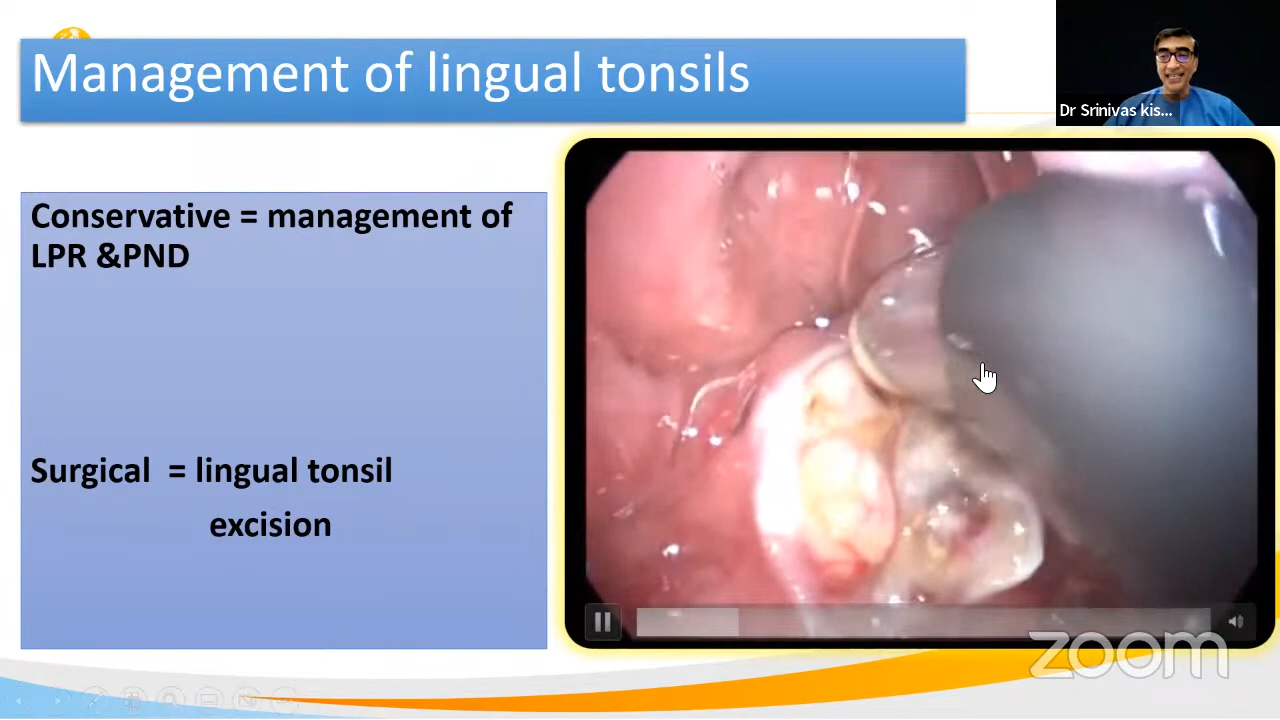 Management of lingual tonsils
Dr Srinivas kis...
Conservative = management of
LPR &PND
Surgical = lingual tonsil
excision
zoom